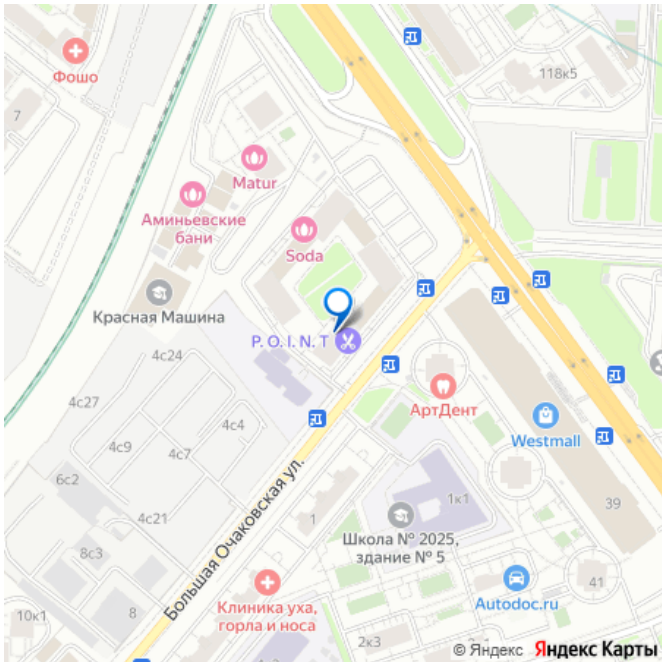 Фошо
7
118к5
Matur
Аминьевские
бани
Soda
Красная Машина
P. O. I. N. T
4с24
4с27
4с4
4с9
4с7
6с2
4с21
8с3
8
10к1
Большая Очаковская ул.
АртДент
Westmall
1к1
39
1
Школа № 2025,
здание № 5
Клиника уха,
горла и носа
Autodoc.ru
41
2к3
© Яндекс Яндекс Карты